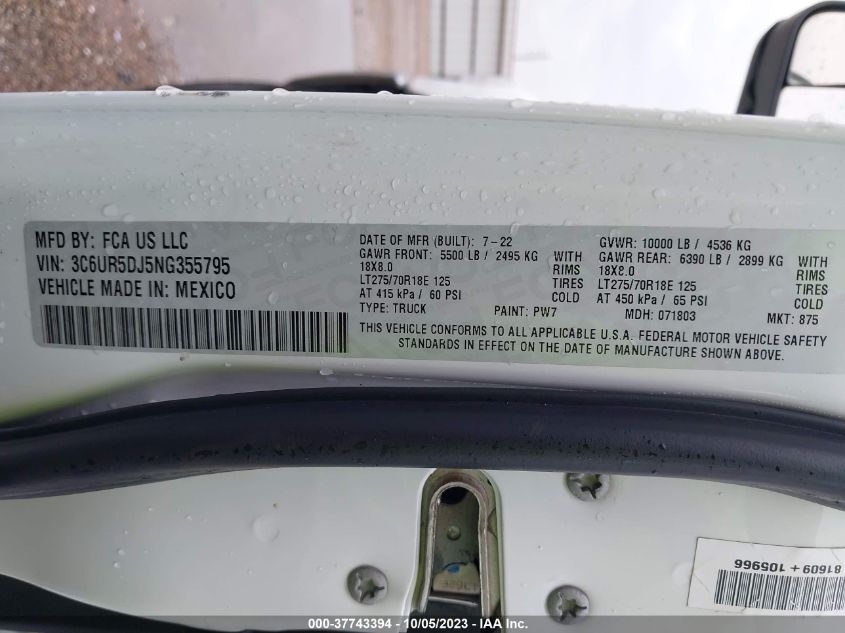 MFD BY: FCA US LLC
VIN: 3C6UR5DJ5NG355795
VEHICLE MADE IN: MEXICO
DATE OF MFR (BUILT): 7-22
GAWR FRONT: 5500 LB / 2495 KG WITH
18X8.0 RIMS
LT275/70R18E 125 TIRES
AT 415 kPa / 60 PSI COLD
TYPE: TRUCK PAINT: PW7
GVWR: 10000 LB / 4536 KG
GAWR REAR: 6390 LB / 2899 KG WITH
18X8.0 RIMS
LT275/70R18E 125 TIRES
AT 450 kPa / 65 PSI COLD
MDH: 071803 MKT: 875
THIS VEHICLE CONFORMS TO ALL APPLICABLE U.S.A. FEDERAL MOTOR VEHICLE SAFETY
STANDARDS IN EFFECT ON THE DATE OF MANUFACTURE SHOWN ABOVE.
81609 + 105966
000-37743394 - 10/05/2023 - IAA Inc.